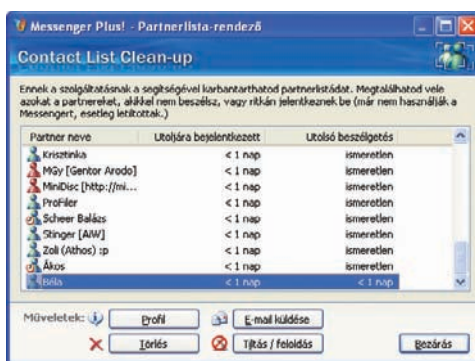 Messenger Plus! - Partnerlista-rendező
Contact List Clean-up
Ennek a szolgáltatásnak a segítségével karbantarthatod partnerlistádat. Megtalálhatod vele
azokat a partnereket, akikkel nem beszélsz, vagy ritkán jelentkeznek be (már nem használják a
Messengert, esetleg letiltottak.)
Partner neve Utoljára bejelentkezett Utolsó beszélgetés
Krisztinka < 1 nap ismeretlen
MGy [Gentor Arodo] < 1 nap ismeretlen
MiniDisc [http://mi... < 1 nap ismeretlen
ProFiler < 1 nap ismeretlen
Scheer Balázs < 1 nap ismeretlen
Stinger [AiW] < 1 nap ismeretlen
Zoli (Athos) :p < 1 nap ismeretlen
Ákos < 1 nap ismeretlen
Béla < 1 nap < 1 nap
Műveletek: Profil E-mail küldése
Törlés Tiltás / feloldás Bezárás